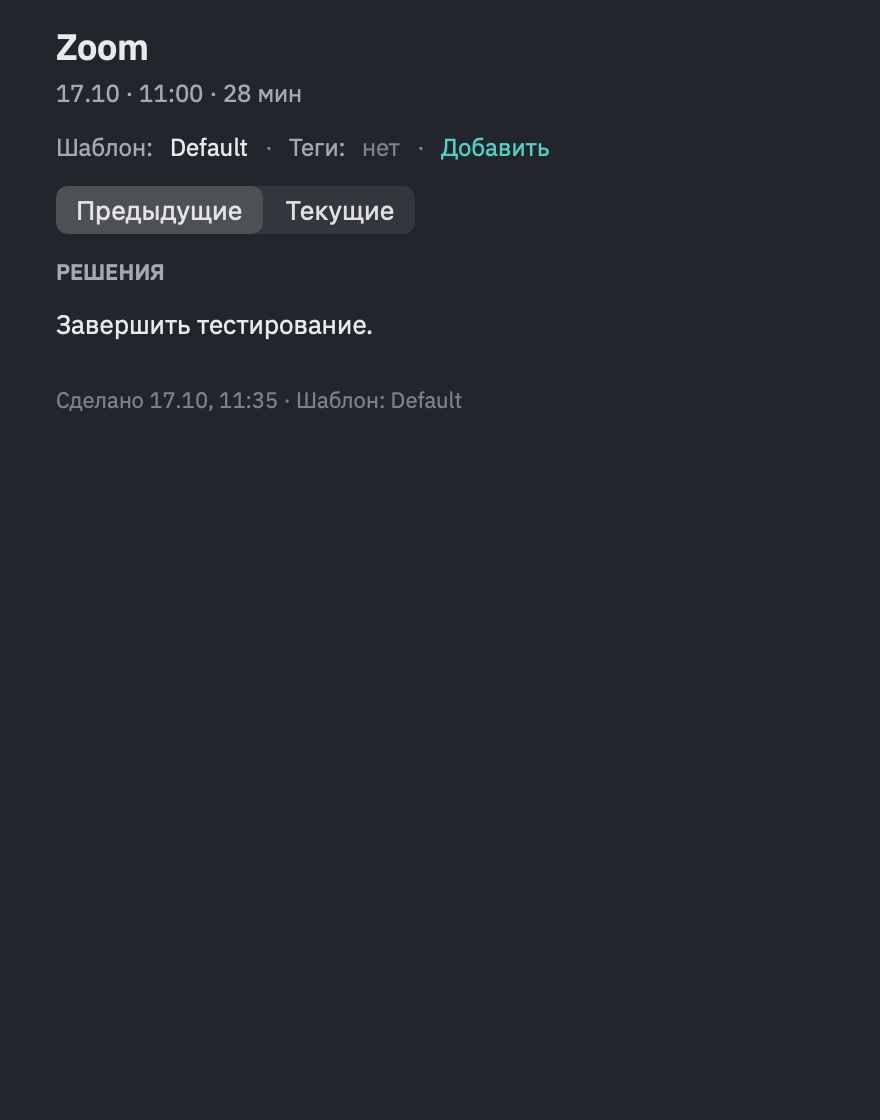 Zoom
17.10 · 11:00 · 28 мин
Шаблон: Default · Теги: нет · Добавить
Предыдущие Текущие
РЕШЕНИЯ
Завершить тестирование.
Сделано 17.10, 11:35 · Шаблон: Default